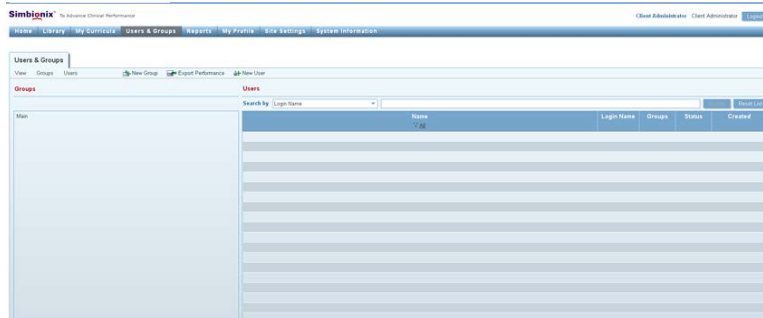 Simbionix To Advance Clinical Performance
Client Administrator Client Administrator Logout
Home Library My Curricula Users & Groups Reports My Profile Site Settings System Information
Users & Groups
View Groups Users New Group Export Performance New User
Groups Users
Search by Login Name Reset List
Main Name Login Name Groups Status Created